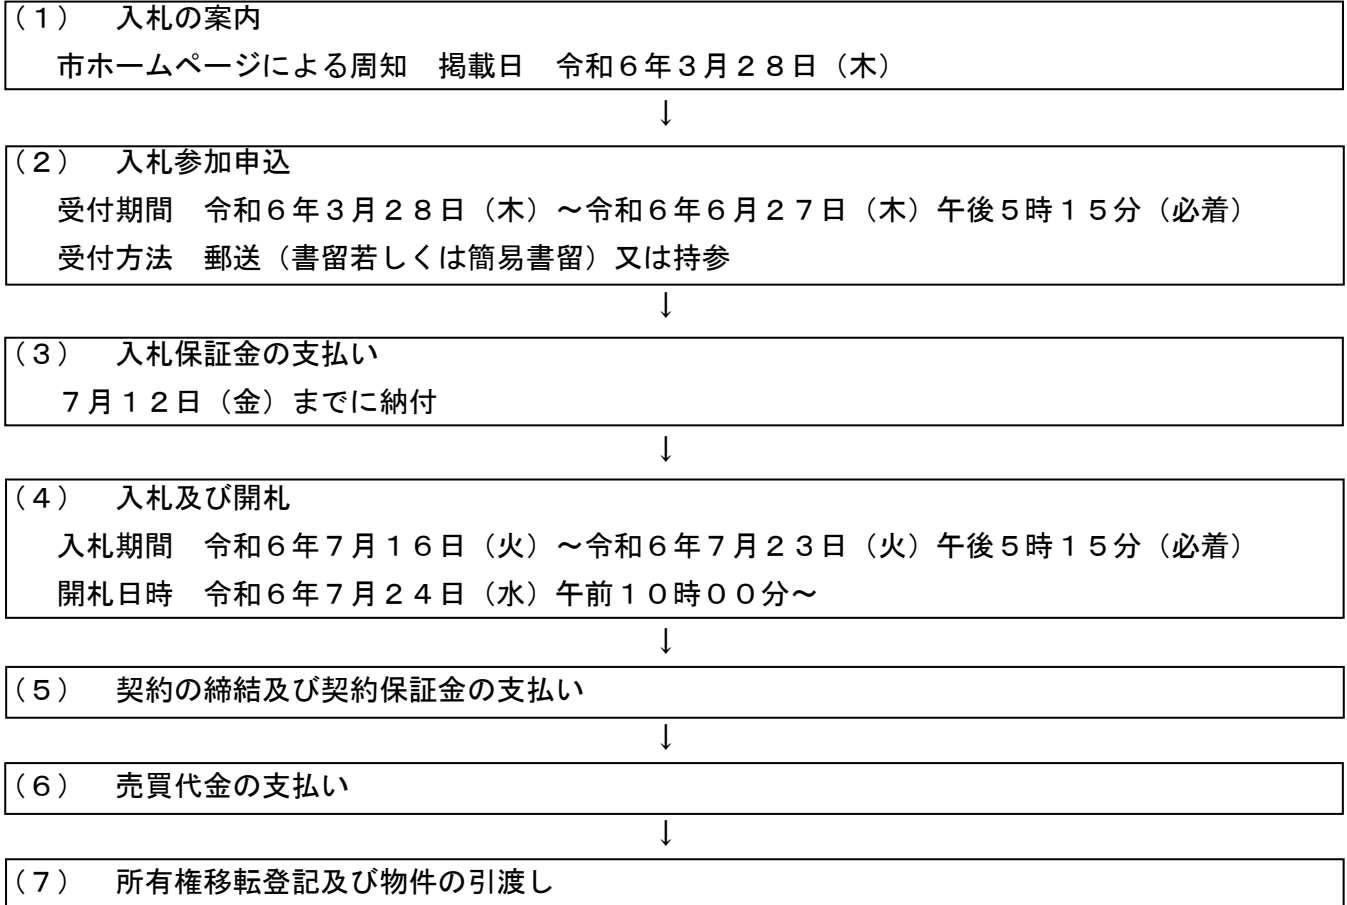 （１）　入札の案内
市ホームページによる周知　掲載日　令和６年３月２８日（木）
↓
（２）　入札参加申込
受付期間　令和６年３月２８日（木）～令和６年６月２７日（木）午後５時１５分（必着）
受付方法　郵送（書留若しくは簡易書留）又は持参
↓
（３）　入札保証金の支払い
７月１２日（金）までに納付
↓
（４）　入札及び開札
入札期間　令和６年７月１６日（火）～令和６年７月２３日（火）午後５時１５分（必着）
開札日時　令和６年７月２４日（水）午前１０時００分～
↓
（５）　契約の締結及び契約保証金の支払い
↓
（６）　売買代金の支払い
↓
（７）　所有権移転登記及び物件の引渡し